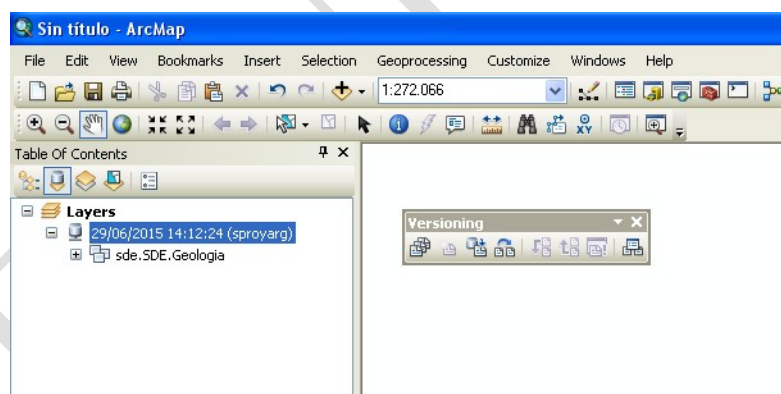 Sin título - ArcMap
File Edit View Bookmarks Insert Selection Geoprocessing Customize Windows Help
1:272.066
XY
Table Of Contents
Layers
29/06/2015 14:12:24 (sproyarg)
sde.SDE.Geologia
Versioning